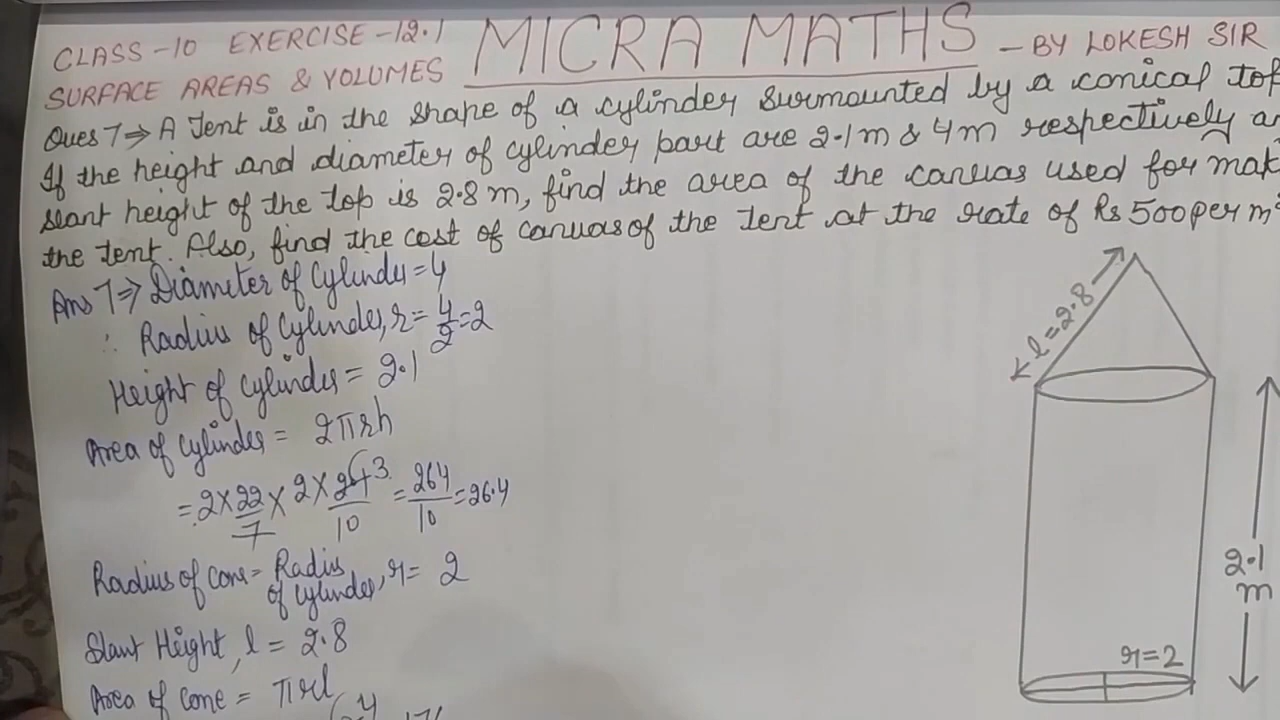 CLASS-10 EXERCISE-12.1 MICRA MATHS - BY LOKESH SIR
SURFACE AREAS & VOLUMES
Ques 7⇒ A Tent is in the shape of a cylinder surmounted by a conical top
If the height and diameter of cylinder part are 2.1m & 4m respectively an
slant height of the top is 2.8 m, find the area of the canvas used for mak
the tent. Also, find the cost of canvas of the tent at the rate of Rs 500 per m²
Ans 7⇒ Diameter of Cylinder = 4
∴ Radius of Cylinder, r = 4/2 = 2
Height of cylinder = 2.1
Area of cylinder = 2πrh
= 2 × 22/7 × 2 × 21/10 3 = 264/10 = 26.4
Radius of cone = Radius of cylinder, r = 2
Slant Height, l = 2.8
Area of cone = πrl
l = 2.8
2.1
m
r = 2